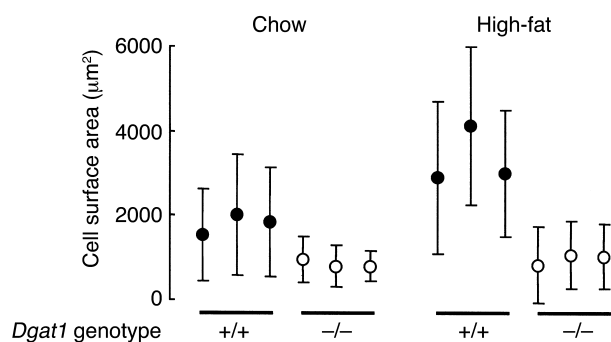 Chow High-fat
6000
4000
2000
0
Cell surface area (μm²)
Dgat1 genotype +/+ –/– +/+ –/–